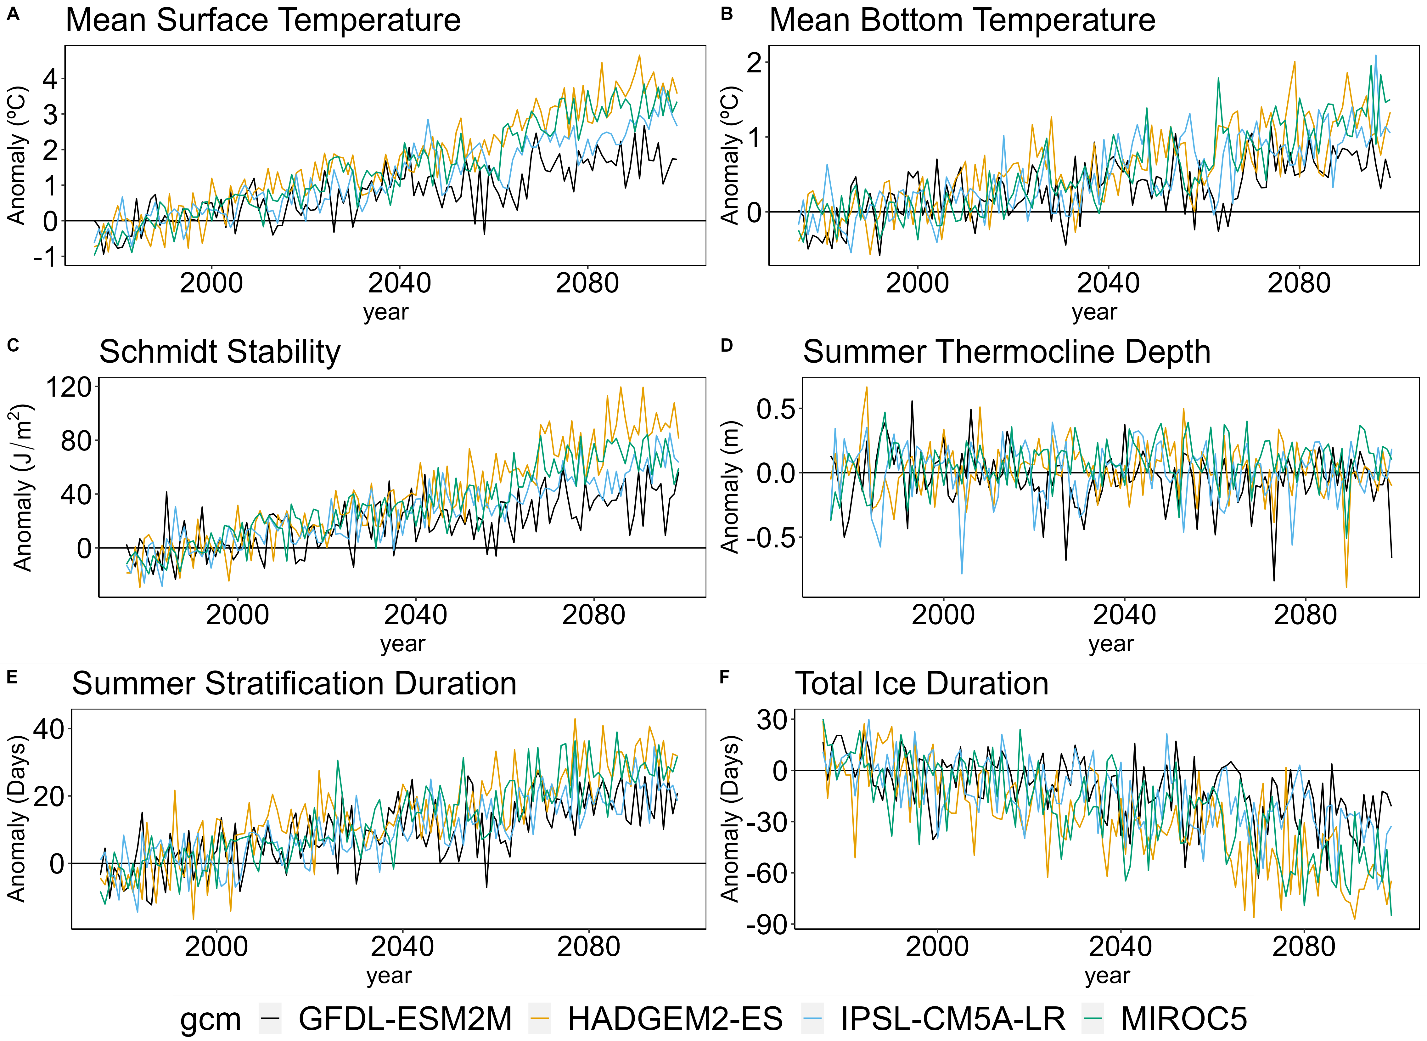 A Mean Surface Temperature
Anomaly (ºC)
4
3
2
1
0
-1
2000 2040 2080
year
B Mean Bottom Temperature
Anomaly (ºC)
2
1
0
2000 2040 2080
year
C Schmidt Stability
Anomaly (J/m²)
120
80
40
0
2000 2040 2080
year
D Summer Thermocline Depth
Anomaly (m)
0.5
0.0
-0.5
2000 2040 2080
year
E Summer Stratification Duration
Anomaly (Days)
40
20
0
2000 2040 2080
year
F Total Ice Duration
Anomaly (Days)
30
0
-30
-60
-90
2000 2040 2080
year
gcm GFDL-ESM2M HADGEM2-ES IPSL-CM5A-LR MIROC5